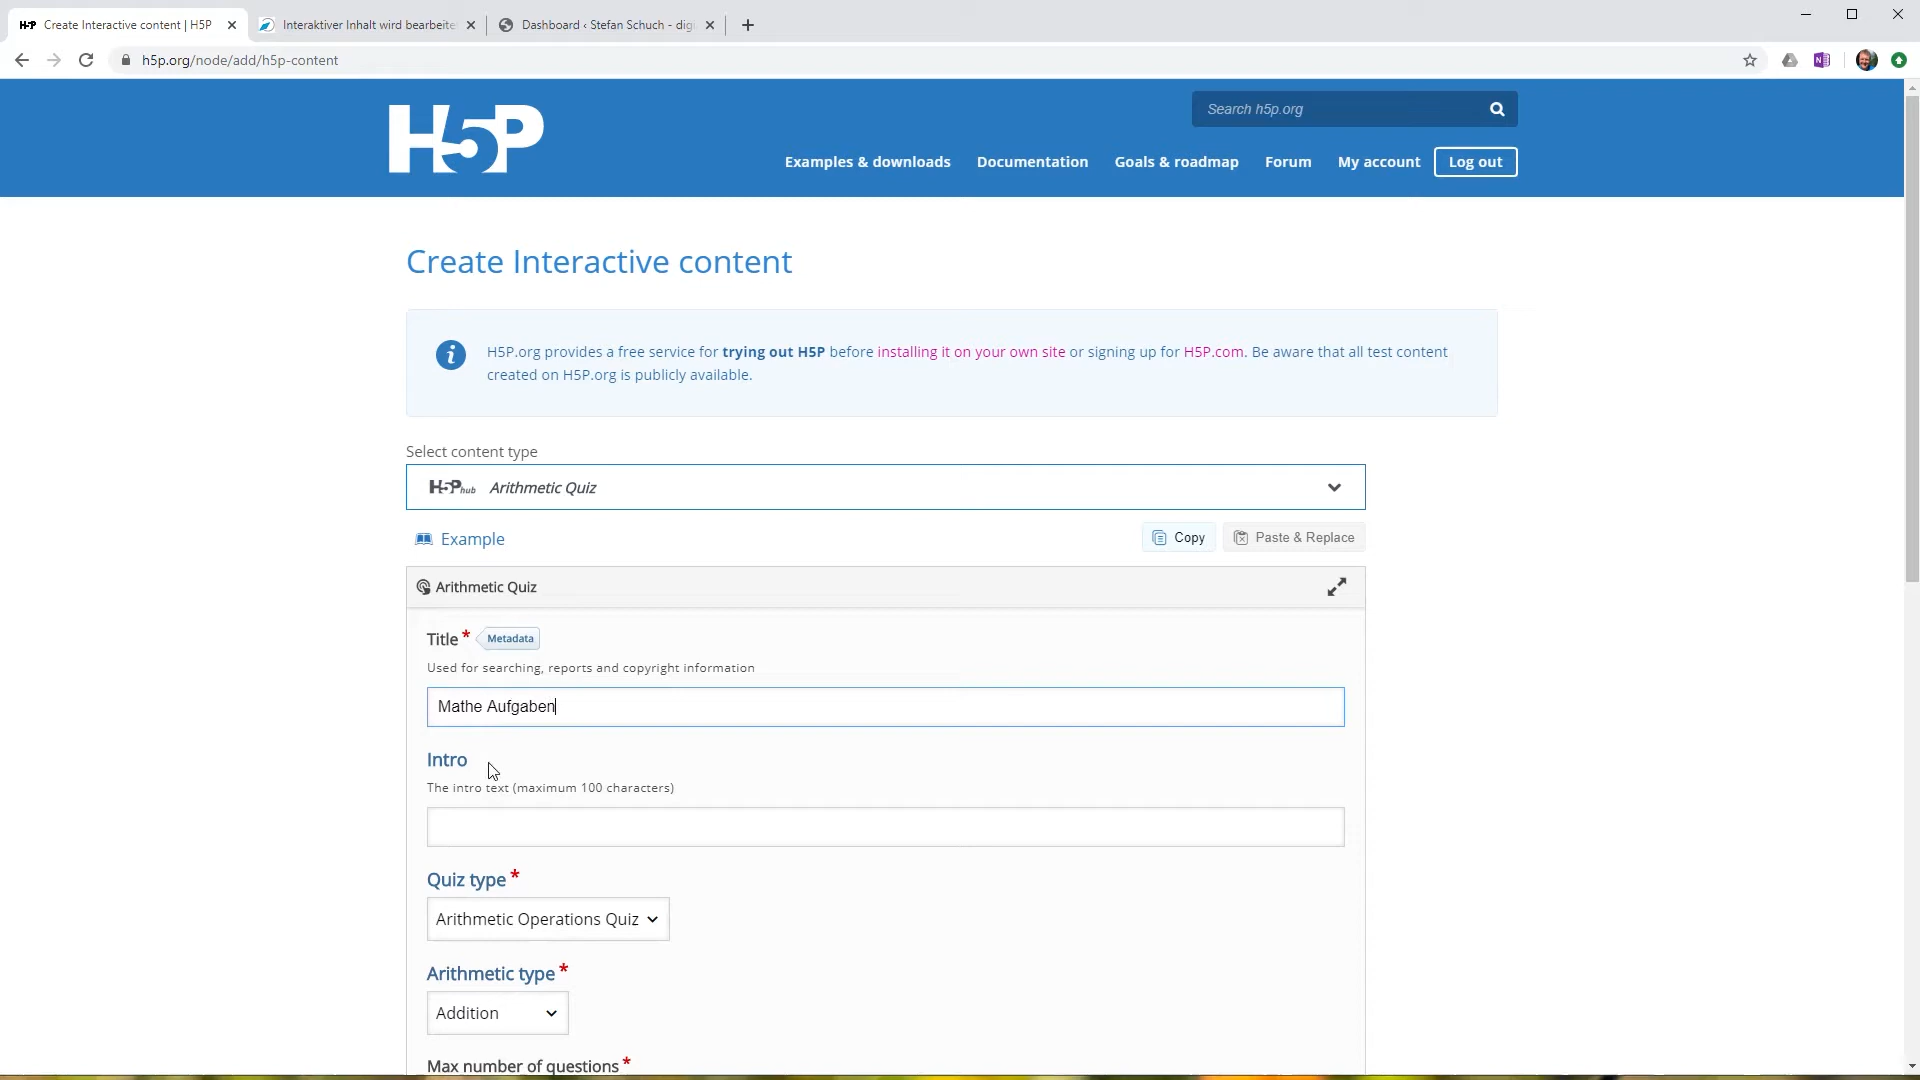 H5P Create Interactive content | H5P
Interaktiver Inhalt wird bearbeite
Dashboard ‹ Stefan Schuch - dig
h5p.org/node/add/h5p-content
H5P
Search h5p.org
Examples & downloads
Documentation
Goals & roadmap
Forum
My account
Log out
Create Interactive content
H5P.org provides a free service for trying out H5P before installing it on your own site or signing up for H5P.com. Be aware that all test content
created on H5P.org is publicly available.
Select content type
H5P hub Arithmetic Quiz
Example
Copy
Paste & Replace
Arithmetic Quiz
Title * Metadata
Used for searching, reports and copyright information
Mathe Aufgaben
Intro
The intro text (maximum 100 characters)
Quiz type *
Arithmetic Operations Quiz
Arithmetic type *
Addition
Max number of questions *